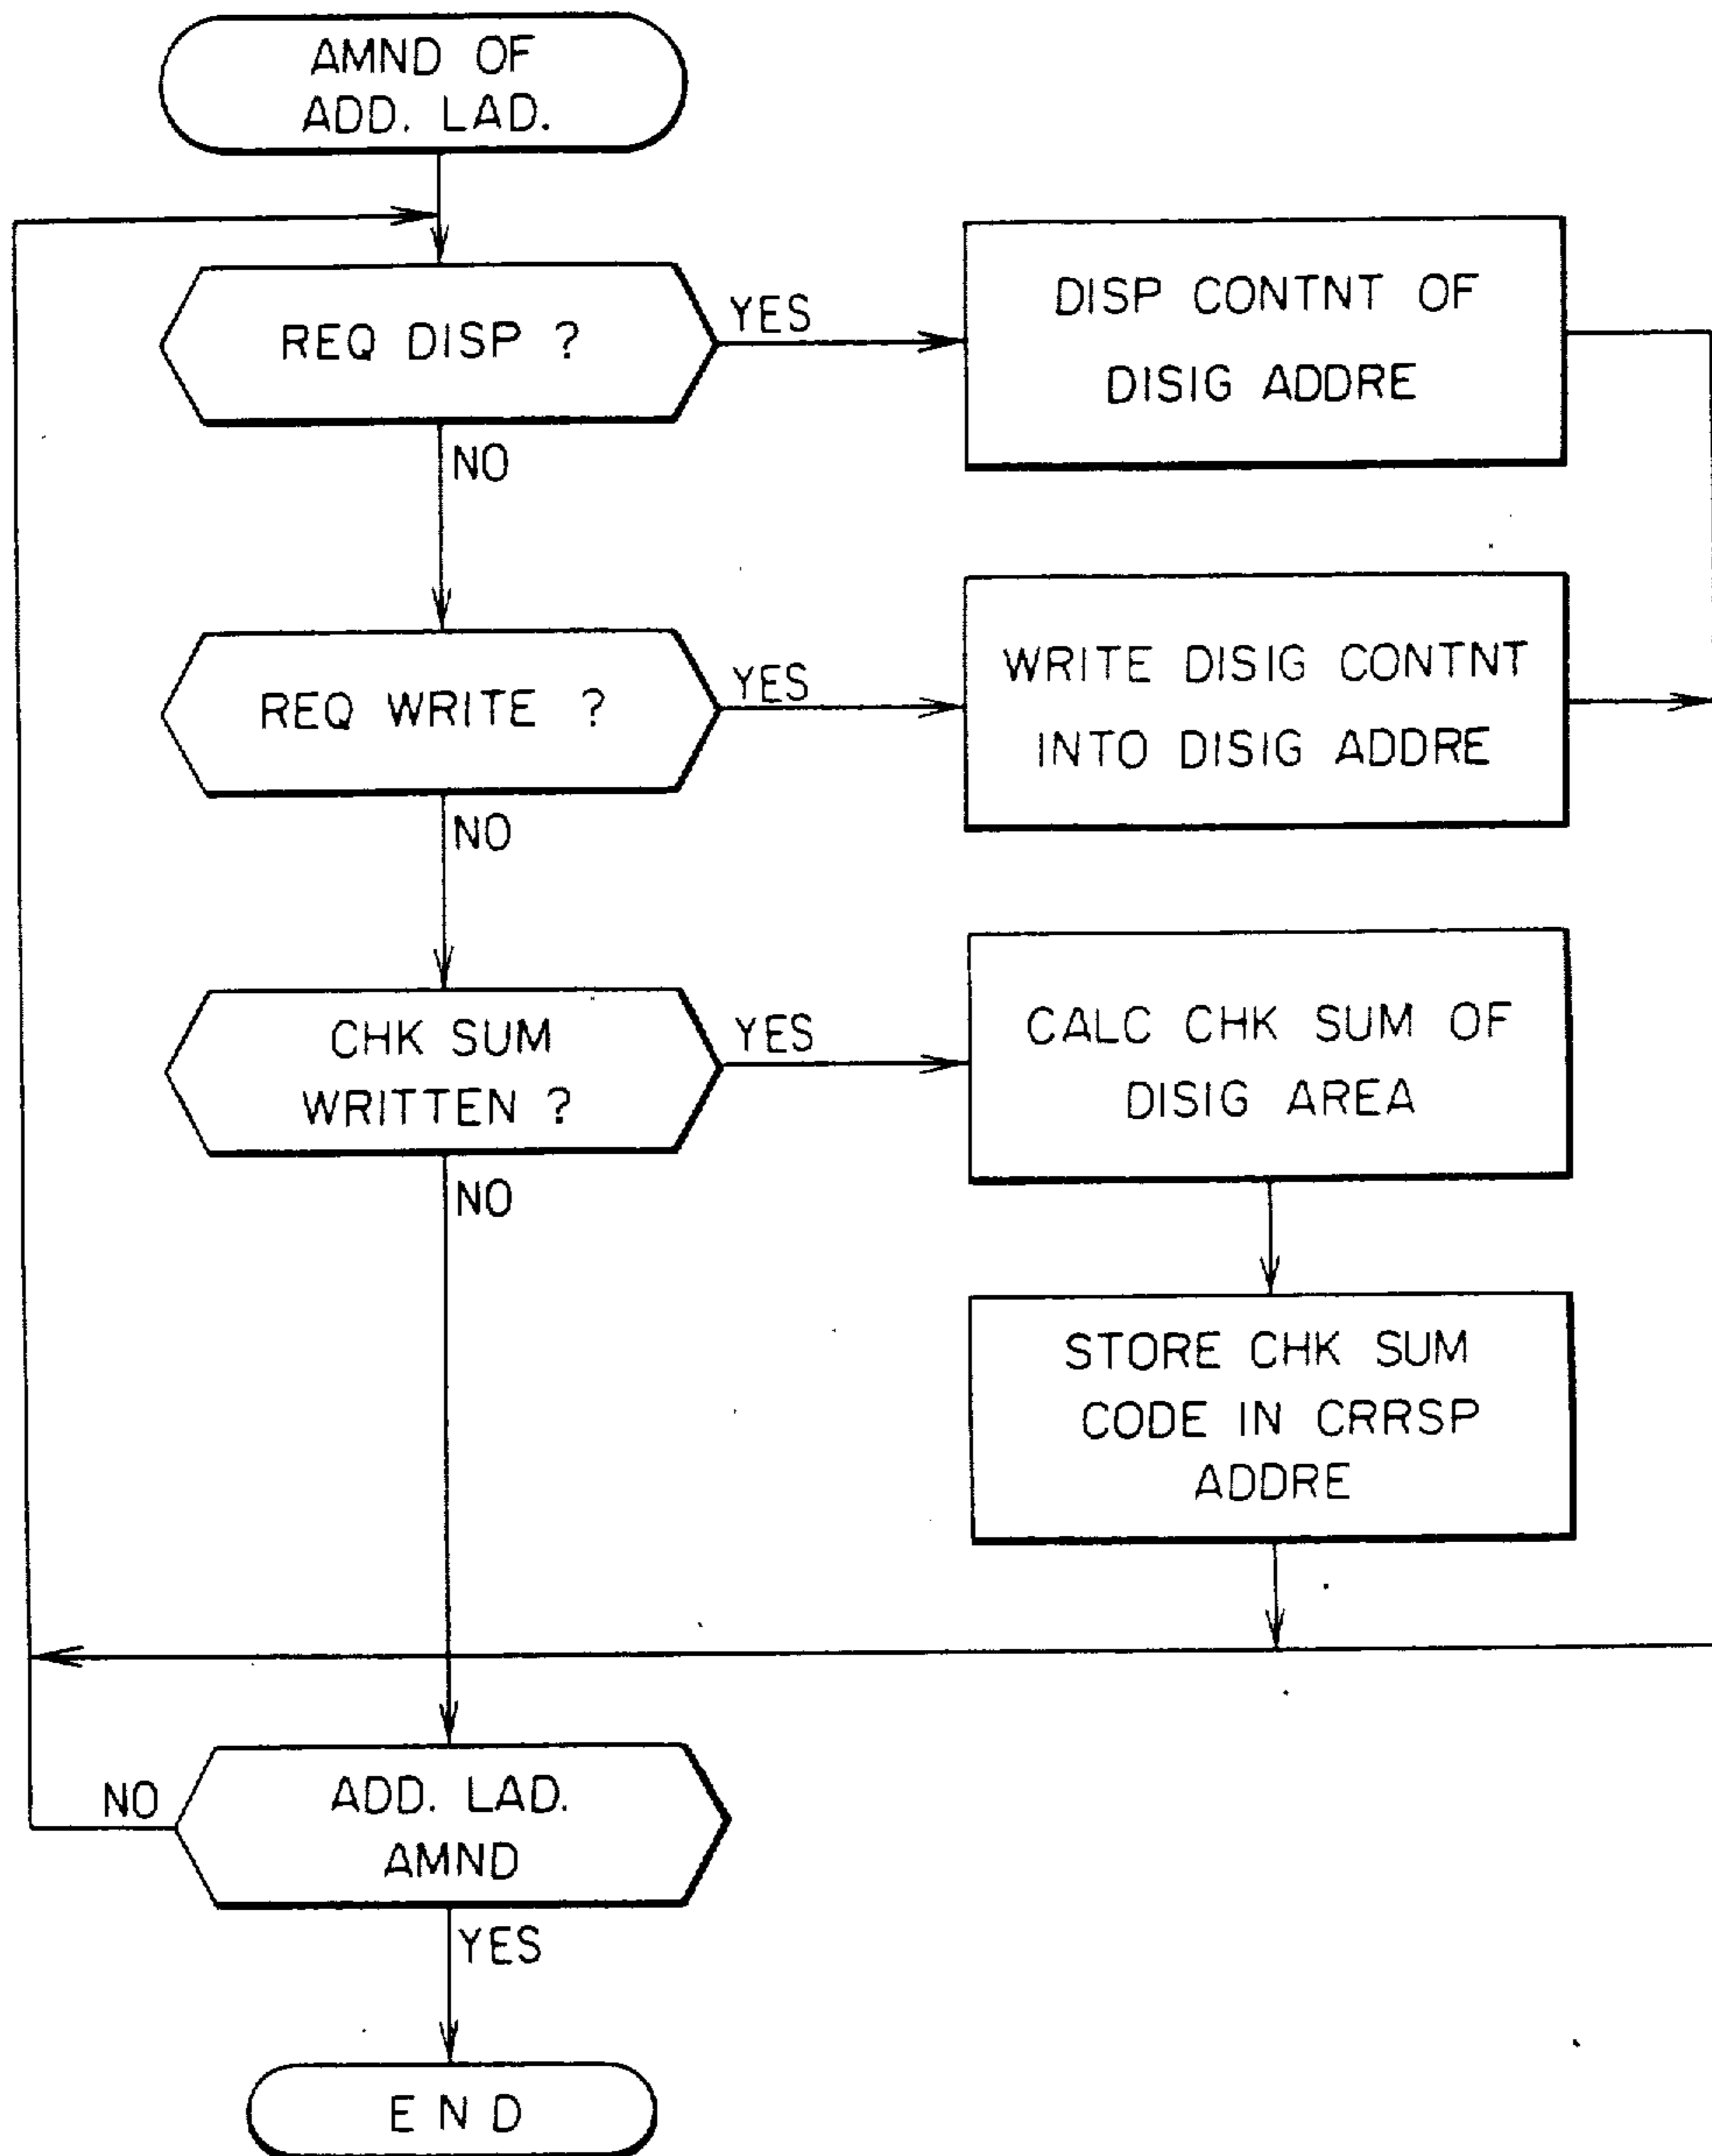 AMND OF
ADD. LAD.
REQ DISP ?
YES
DISP CONTNT OF
DISIG ADDRE
NO
REQ WRITE ?
YES
WRITE DISIG CONTNT
INTO DISIG ADDRE
NO
CHK SUM
WRITTEN ?
YES
CALC CHK SUM OF
DISIG AREA
NO
STORE CHK SUM
CODE IN CRRSP
ADDRE
NO
ADD. LAD.
AMND
YES
END